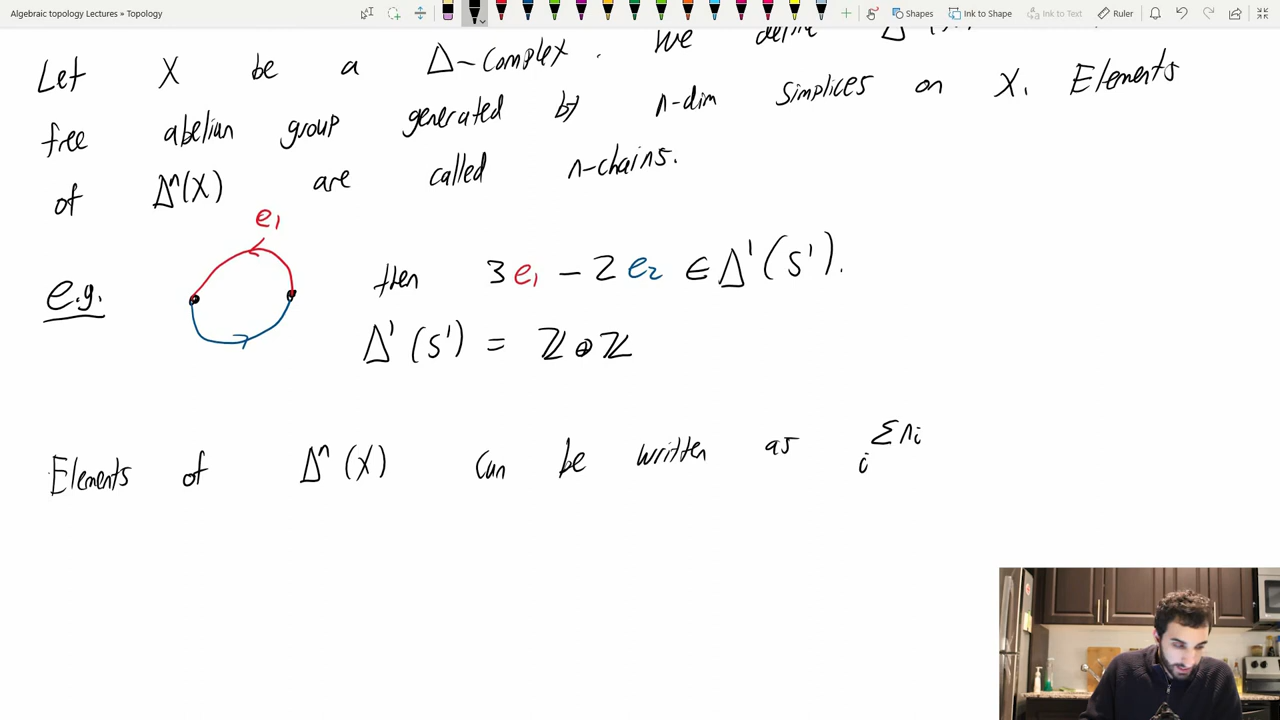 Algebraic topology Lectures » Topology
Shapes Ink to Shape Ink to Text Ruler
Let X be a Δ-complex. We define
free abelian group generated by n-dim simplices on X. Elements
of Δⁿ(X) are called n-chains.
e₁
e.g. then 3e₁ - 2e₂ ∈ Δ¹(S¹).
Δ¹(S¹) = ℤ⊕ℤ
Elements of Δⁿ(X) can be written as Σ nᵢ
i